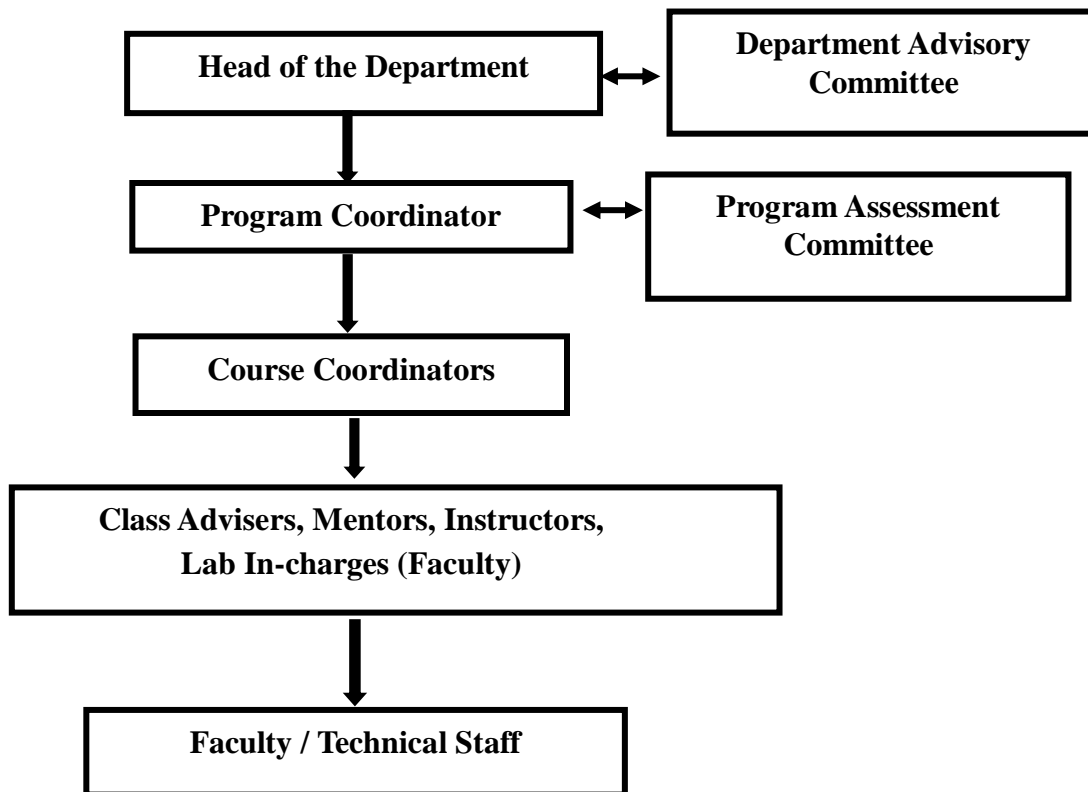 Head of the Department
Department Advisory
Committee
Program Coordinator
Program Assessment
Committee
Course Coordinators
Class Advisers, Mentors, Instructors,
Lab In-charges (Faculty)
Faculty / Technical Staff